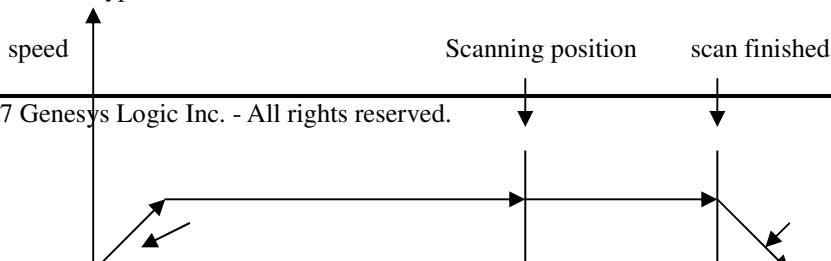 speed Scanning position scan finished
7 Genesys Logic Inc. - All rights reserved.